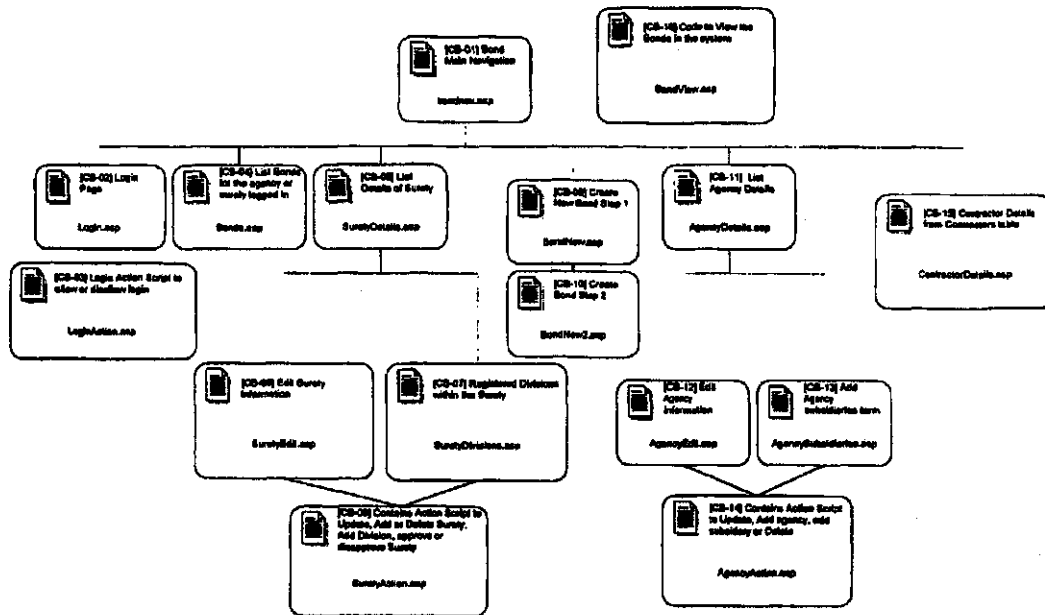 [CB-01] Bond
Main Navigation
bondnav.asp
[CB-16] Code to View the
Bonds in the system
BondView.asp
[CB-02] Login
Page
Login.asp
[CB-04] List Bonds
for the agency or
surety logged in
Bonds.asp
[CB-05] List
Details of Surety
SuretyDetails.asp
[CB-09] Create
New Bond Step 1
BondNew.asp
[CB-11] List
Agency Details
AgencyDetails.asp
[CB-15] Contractor Details
from Contractors table
ContractorDetails.asp
[CB-03] Login Action Script to
allow or disallow login
LoginAction.asp
[CB-10] Create
Bond Step 2
BondNew2.asp
[CB-06] Edit Surety
Information
SuretyEdit.asp
[CB-07] Registered Divisions
within the Surety
SuretyDivisions.asp
[CB-12] Edit
Agency
Information
AgencyEdit.asp
[CB-13] Add
Agency
subsidiaries
AgencySubsidiaries.asp
[CB-08] Contains Action Script to
Update, Add or Delete Surety,
Add Division, approve or
disapprove Surety
SuretyAction.asp
[CB-14] Contains Action Script
to Update, Add agency, add
subsidiary or Delete
AgencyAction.asp